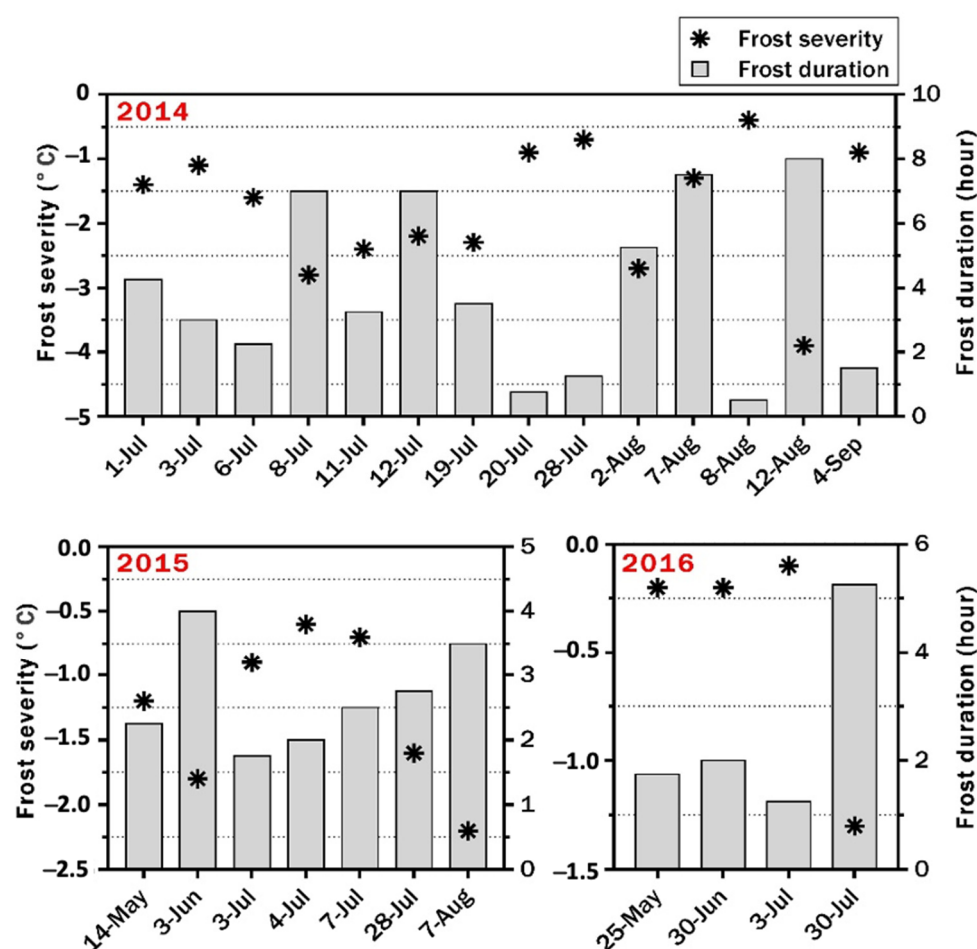 Frost severity
Frost duration
2014
Frost severity (°C)
0
−1
−2
−3
−4
−5
10
8
6
4
2
0
Frost duration (hour)
1-Jul
3-Jul
6-Jul
8-Jul
11-Jul
12-Jul
19-Jul
20-Jul
28-Jul
2-Aug
7-Aug
8-Aug
12-Aug
4-Sep
2015
Frost severity (°C)
0.0
−0.5
−1.0
−1.5
−2.0
−2.5
5
4
3
2
1
0
14-May
3-Jun
3-Jul
4-Jul
7-Jul
28-Jul
7-Aug
2016
0.0
−0.5
−1.0
−1.5
6
4
2
0
Frost duration (hour)
25-May
30-Jun
3-Jul
30-Jul